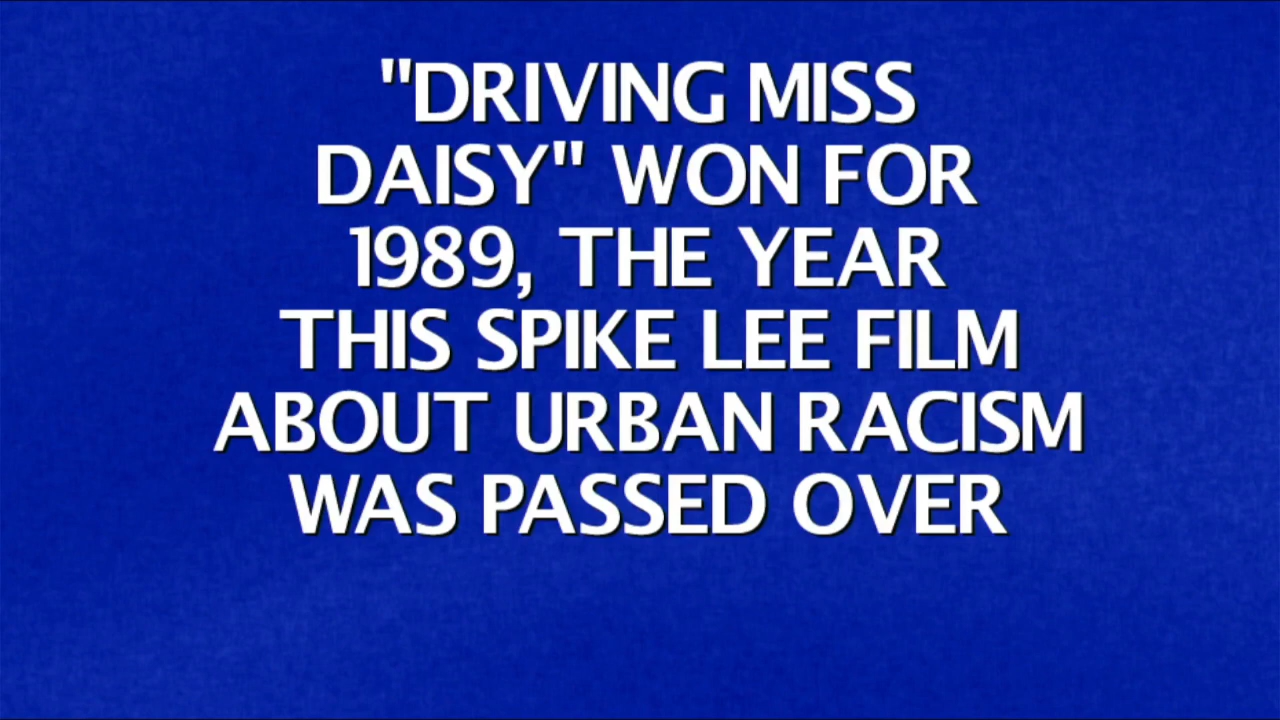 "DRIVING MISS
DAISY" WON FOR
1989, THE YEAR
THIS SPIKE LEE FILM
ABOUT URBAN RACISM
WAS PASSED OVER